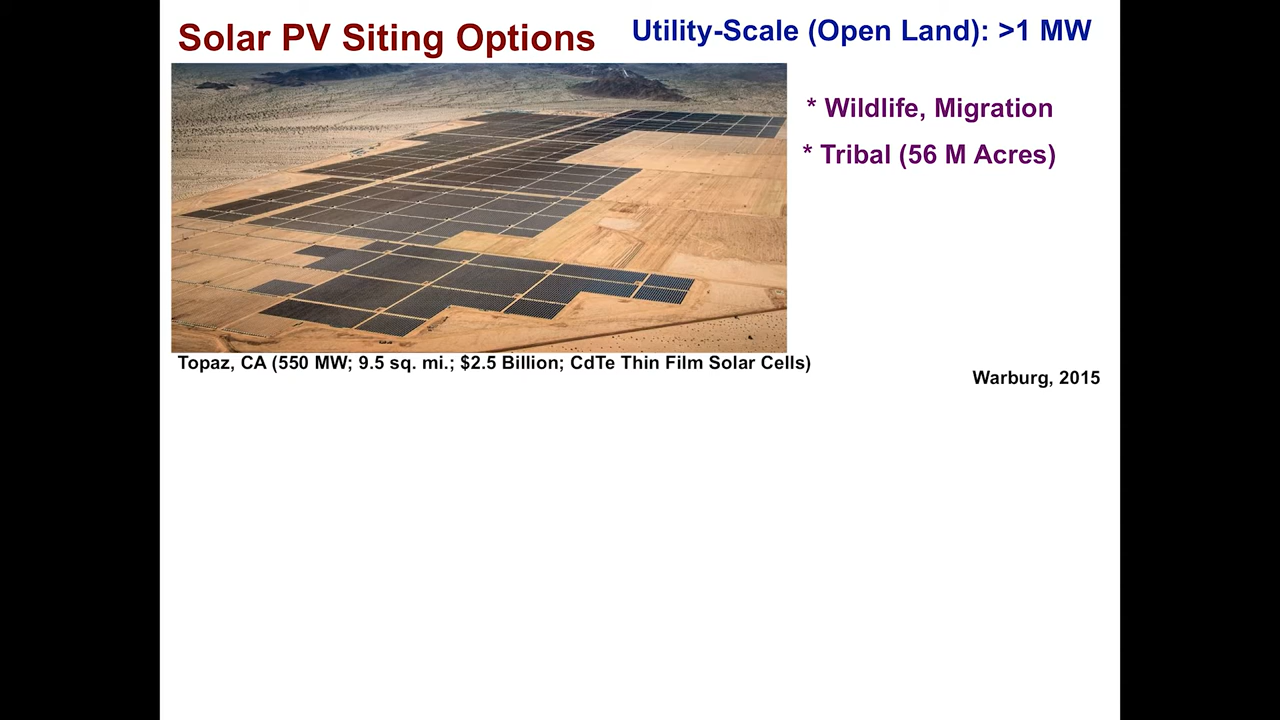 Solar PV Siting Options
Utility-Scale (Open Land): >1 MW
* Wildlife, Migration
* Tribal (56 M Acres)
Topaz, CA (550 MW; 9.5 sq. mi.; $2.5 Billion; CdTe Thin Film Solar Cells)
Warburg, 2015